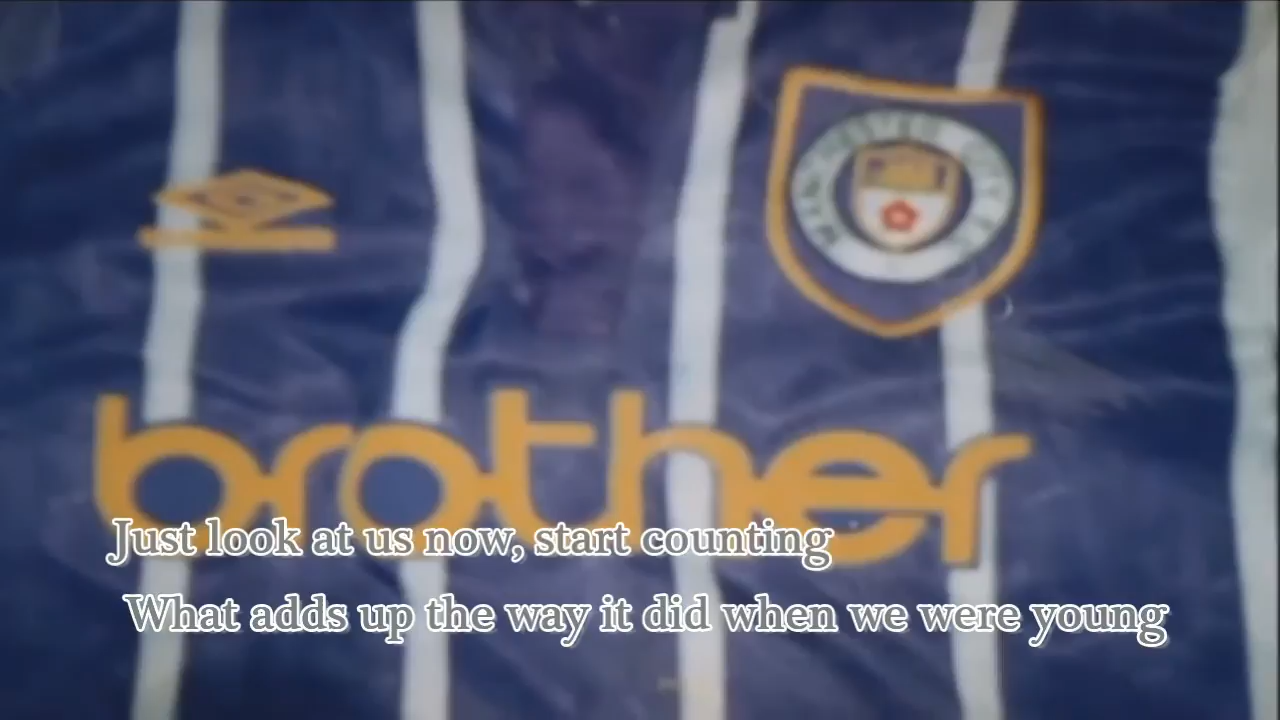 brother
Just look at us now, start counting
What adds up the way it did when we were young